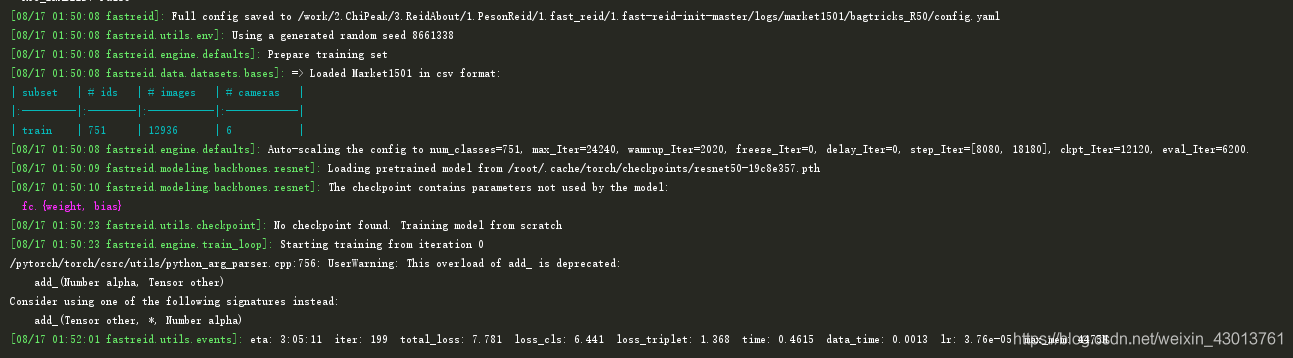 [08/17 01:50:08 fastreid]: Full config saved to /work/2.ChiPeak/3.ReidAbout/1.PesonReid/1.fast_reid/1.fast-reid-init-master/logs/market1501/bagtricks_R50/config.yaml
[08/17 01:50:08 fastreid.utils.env]: Using a generated random seed 8661338
[08/17 01:50:08 fastreid.engine.defaults]: Prepare training set
[08/17 01:50:08 fastreid.data.datasets.bases]: => Loaded Market1501 in csv format:
| subset | # ids | # images | # cameras |
|:---------|:--------|:-----------|:------------|
| train | 751 | 12936 | 6 |
[08/17 01:50:08 fastreid.engine.defaults]: Auto-scaling the config to num_classes=751, max_Iter=24240, wamrup_Iter=2020, freeze_Iter=0, delay_Iter=0, step_Iter=[8080, 18180], ckpt_Iter=12120, eval_Iter=6200.
[08/17 01:50:09 fastreid.modeling.backbones.resnet]: Loading pretrained model from /root/.cache/torch/checkpoints/resnet50-19c8e357.pth
[08/17 01:50:10 fastreid.modeling.backbones.resnet]: The checkpoint contains parameters not used by the model:
fc.{weight, bias}
[08/17 01:50:23 fastreid.utils.checkpoint]: No checkpoint found. Training model from scratch
[08/17 01:50:23 fastreid.engine.train_loop]: Starting training from iteration 0
/pytorch/torch/csrc/utils/python_arg_parser.cpp:756: UserWarning: This overload of add_ is deprecated:
add_(Number alpha, Tensor other)
Consider using one of the following signatures instead:
add_(Tensor other, *, Number alpha)
[08/17 01:52:01 fastreid.utils.events]: eta: 3:05:11 iter: 199 total_loss: 7.781 loss_cls: 6.441 loss_triplet: 1.368 time: 0.4615 data_time: 0.0013 lr: 3.76e-05
https://blog.csdn.net/weixin_43013761